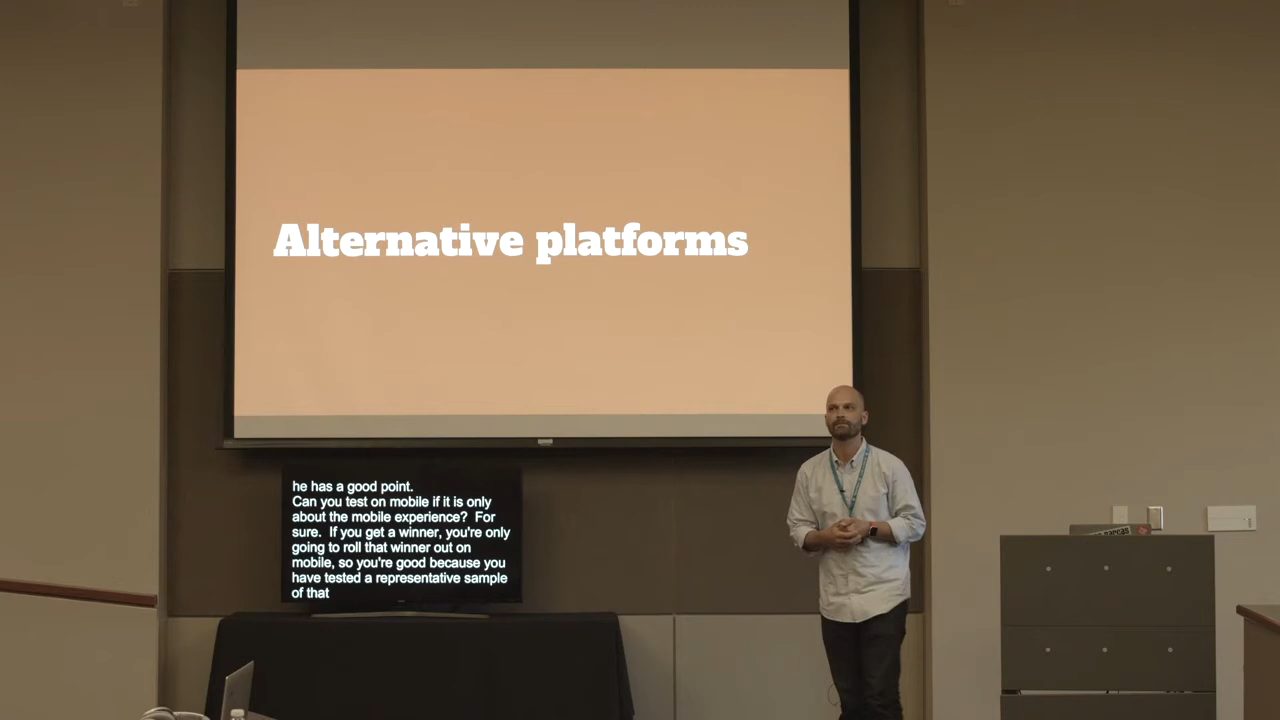 Alternative platforms
he has a good point.
Can you test on mobile if it is only
about the mobile experience?  For
sure.  If you get a winner, you're only
going to roll that winner out on
mobile, so you're good because you
have tested a representative sample
of that